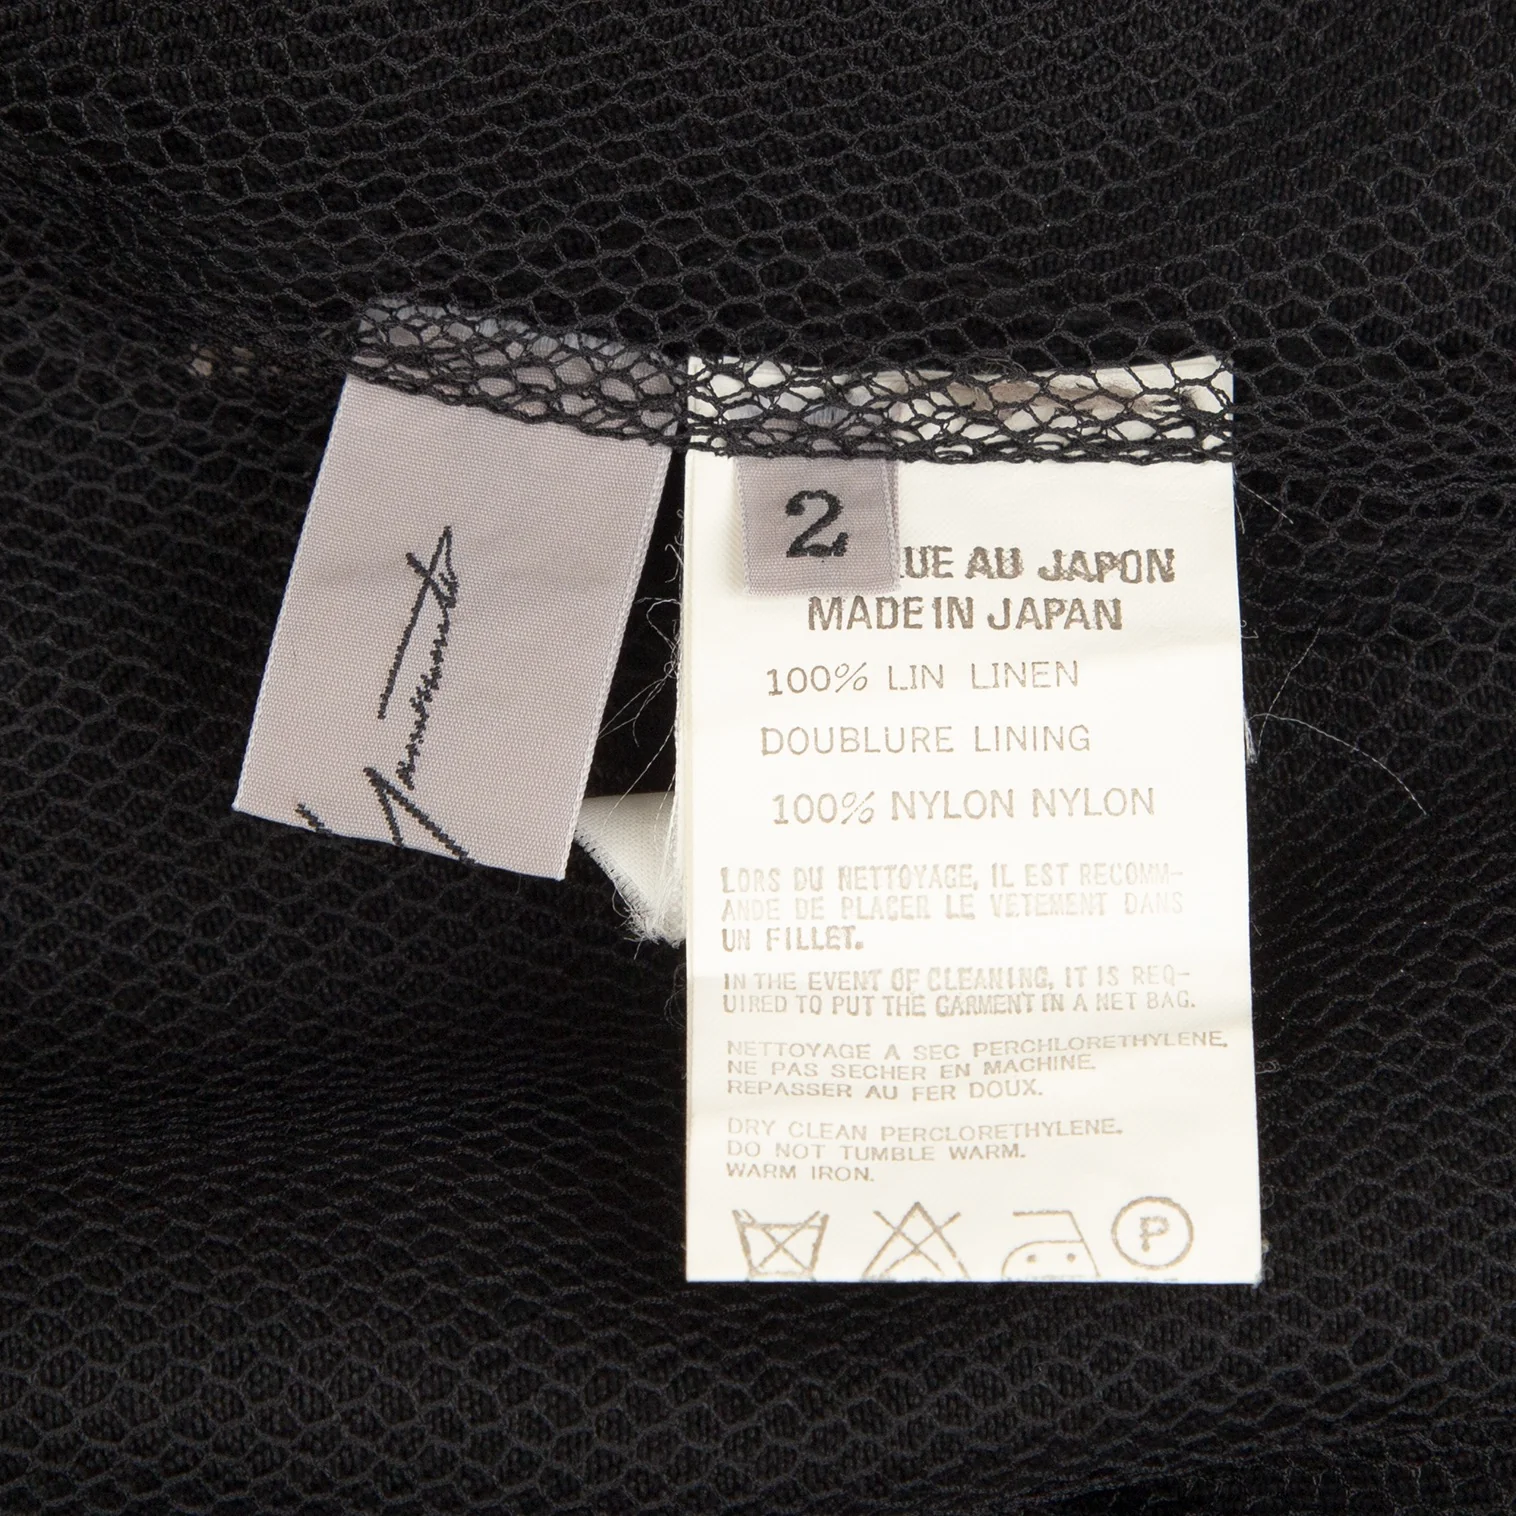 Yamamoto
2
UE AU JAPON
MADE IN JAPAN
100% LIN LINEN
DOUBLURE LINING
100% NYLON NYLON
LORS DU NETTOYAGE, IL EST RECOMM-
ANDE DE PLACER LE VETEMENT DANS
UN FILLET.
IN THE EVENT OF CLEANING, IT IS REQ-
UIRED TO PUT THE GARMENT IN A NET BAG.
NETTOYAGE A SEC PERCHLORETHYLENE.
NE PAS SECHER EN MACHINE.
REPASSER AU FER DOUX.
DRY CLEAN PERCLORETHYLENE.
DO NOT TUMBLE WARM.
WARM IRON.
P